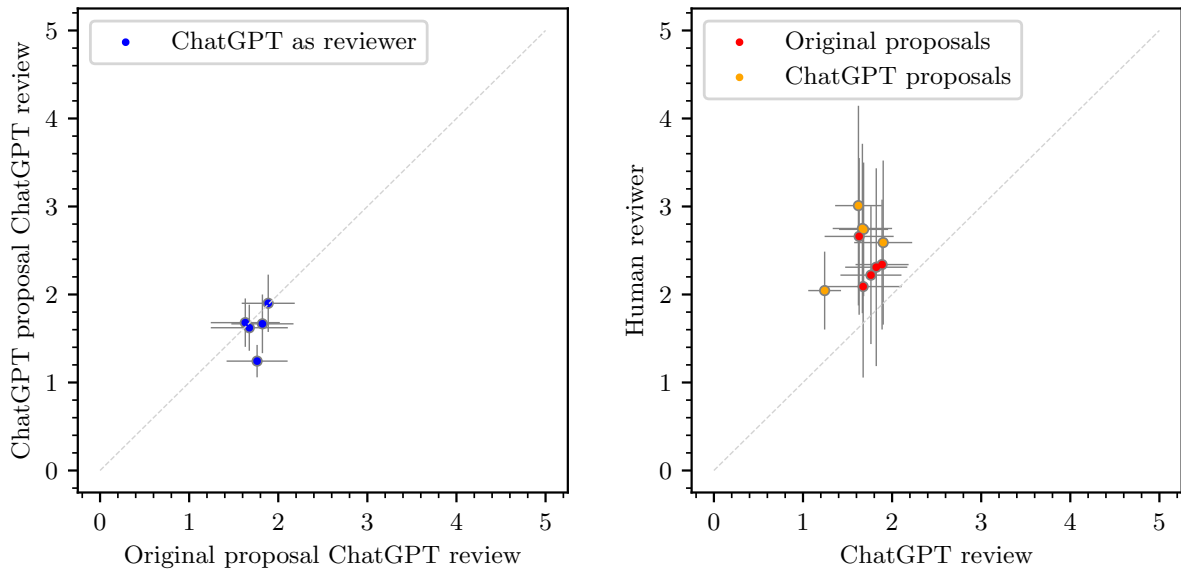 ChatGPT as reviewer
ChatGPT proposal ChatGPT review
5
4
3
2
1
0
0 1 2 3 4 5
Original proposal ChatGPT review
Original proposals
ChatGPT proposals
Human reviwer
5
4
3
2
1
0
0 1 2 3 4 5
ChatGPT review